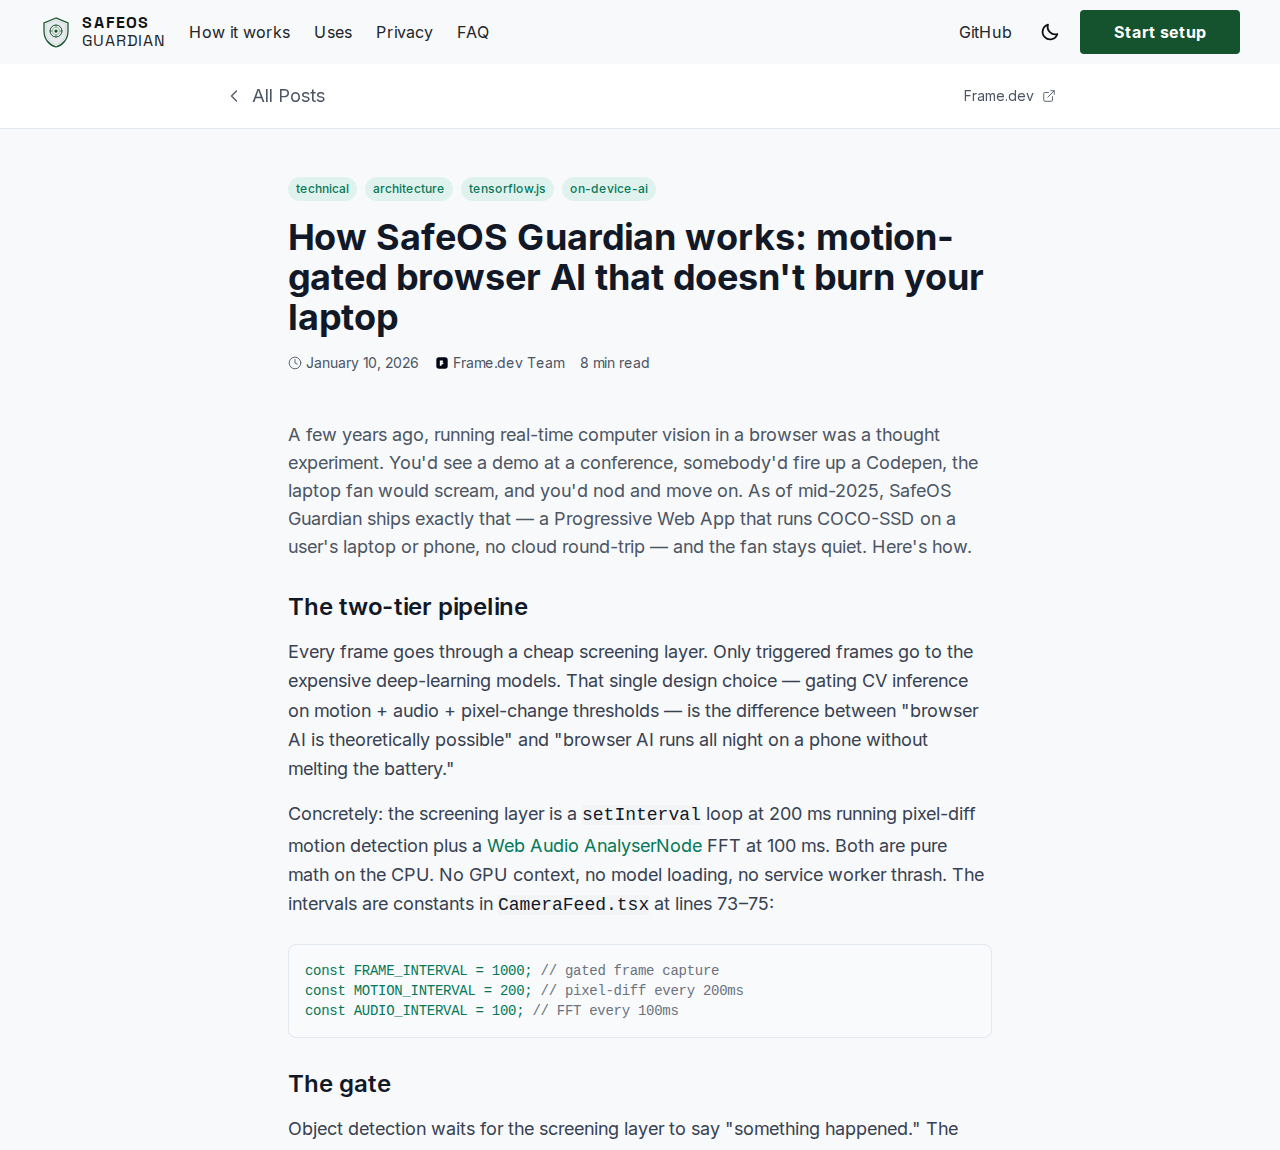 SAFEOS
GUARDIAN
How it works
Uses
Privacy
FAQ
GitHub
Start setup
All Posts
Frame.dev
technical
architecture
tensorflow.js
on-device-ai
How SafeOS Guardian works: motion-
gated browser AI that doesn't burn your
laptop
January 10, 2026
Frame.dev Team
8 min read
A few years ago, running real-time computer vision in a browser was a thought
experiment. You'd see a demo at a conference, somebody'd fire up a Codepen, the
laptop fan would scream, and you'd nod and move on. As of mid-2025, SafeOS
Guardian ships exactly that — a Progressive Web App that runs COCO-SSD on a
user's laptop or phone, no cloud round-trip — and the fan stays quiet. Here's how.
The two-tier pipeline
Every frame goes through a cheap screening layer. Only triggered frames go to the
expensive deep-learning models. That single design choice — gating CV inference
on motion + audio + pixel-change thresholds — is the difference between "browser
AI is theoretically possible" and "browser AI runs all night on a phone without
melting the battery."
Concretely: the screening layer is a setInterval loop at 200 ms running pixel-diff
motion detection plus a Web Audio AnalyserNode FFT at 100 ms. Both are pure
math on the CPU. No GPU context, no model loading, no service worker thrash. The
intervals are constants in CameraFeed.tsx at lines 73–75:
const FRAME_INTERVAL = 1000; // gated frame capture
const MOTION_INTERVAL = 200; // pixel-diff every 200ms
const AUDIO_INTERVAL = 100; // FFT every 100ms
The gate
Object detection waits for the screening layer to say "something happened." The